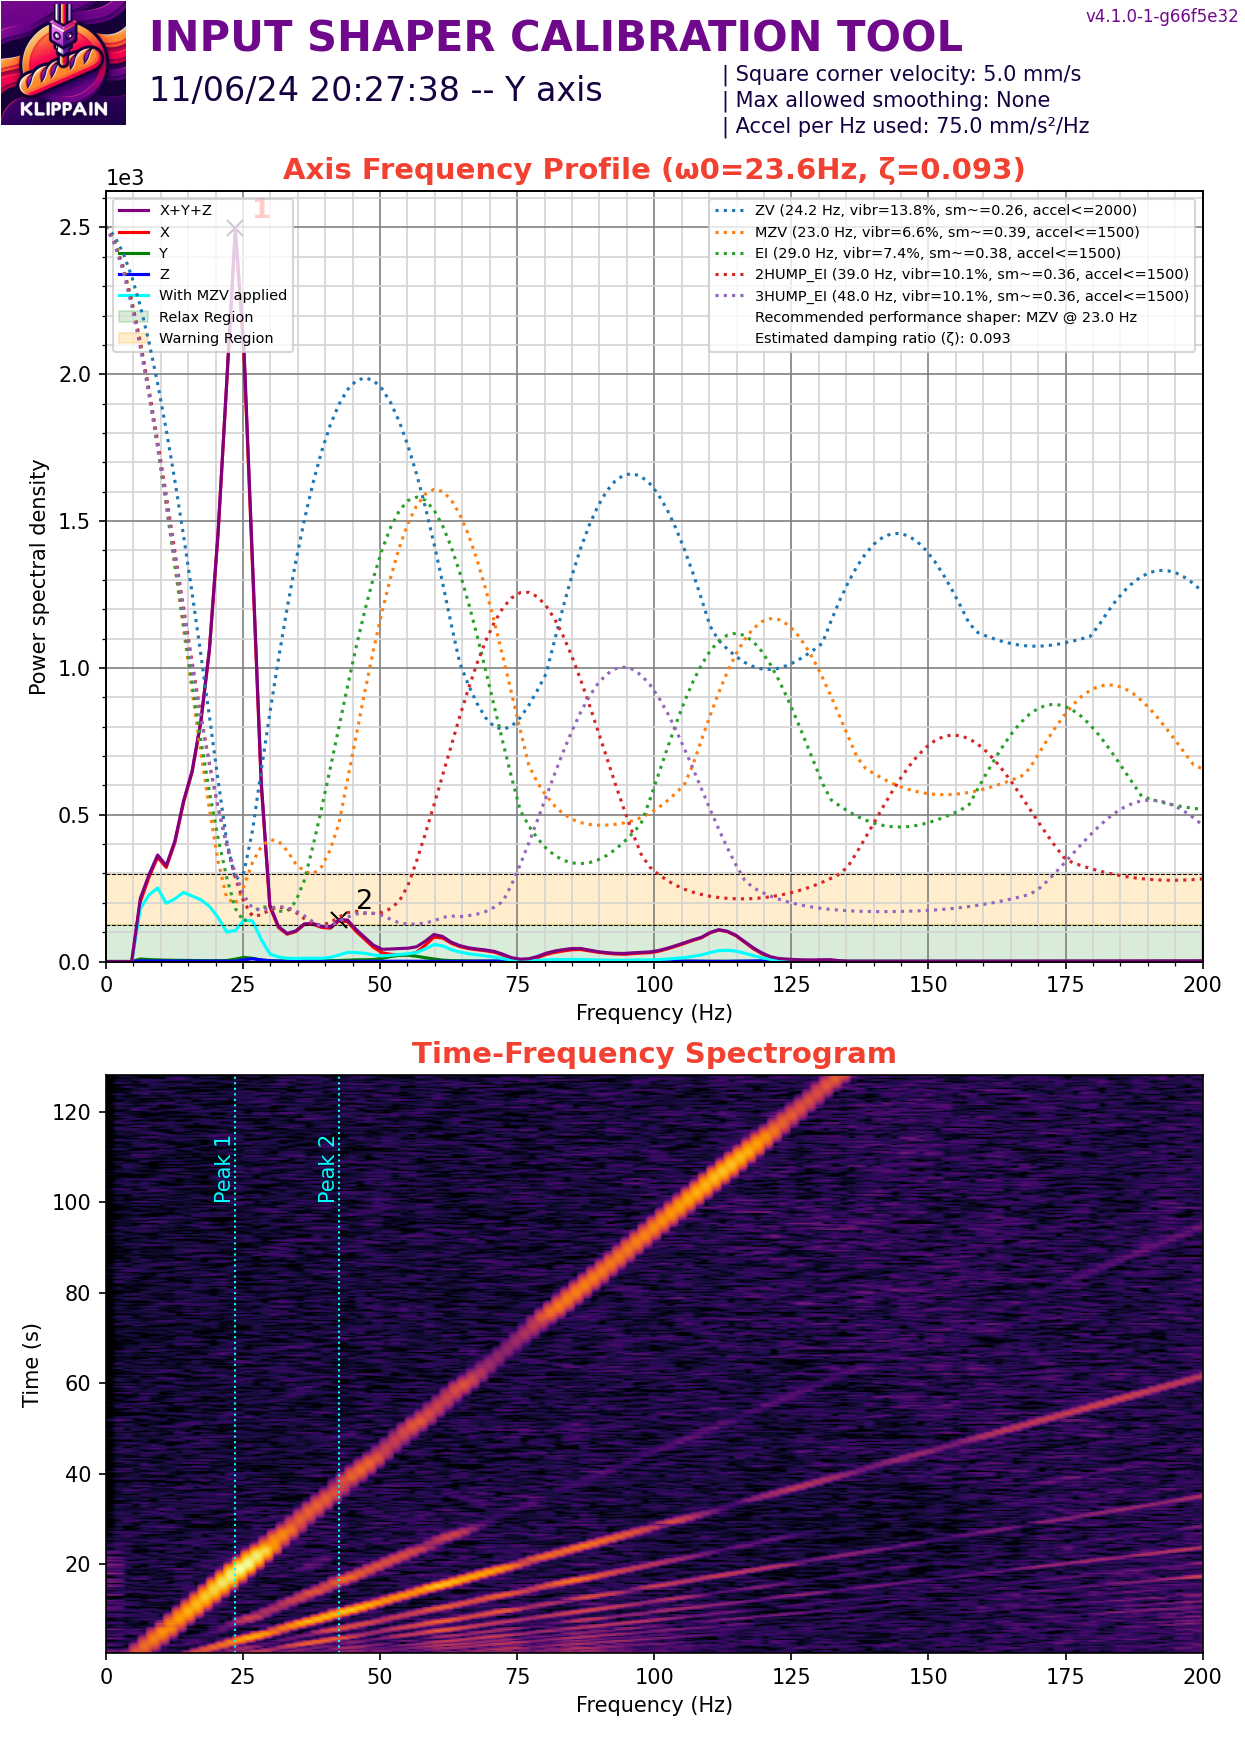 v4.1.0-1-g66f5e32
INPUT SHAPER CALIBRATION TOOL
11/06/24 20:27:38 -- Y axis
| Square corner velocity: 5.0 mm/s
| Max allowed smoothing: None
| Accel per Hz used: 75.0 mm/s²/Hz
KLIPPAIN
Axis Frequency Profile (ω0=23.6Hz, ζ=0.093)
1e3
X+Y+Z
X
Y
Z
With MZV applied
Relax Region
Warning Region
1
ZV (24.2 Hz, vibr=13.8%, sm~=0.26, accel<=2000)
MZV (23.0 Hz, vibr=6.6%, sm~=0.39, accel<=1500)
EI (29.0 Hz, vibr=7.4%, sm~=0.38, accel<=1500)
2HUMP_EI (39.0 Hz, vibr=10.1%, sm~=0.36, accel<=1500)
3HUMP_EI (48.0 Hz, vibr=10.1%, sm~=0.36, accel<=1500)
Recommended performance shaper: MZV @ 23.0 Hz
Estimated damping ratio (ζ): 0.093
2.5
2.0
1.5
1.0
0.5
0.0
Power spectral density
2
0 25 50 75 100 125 150 175 200
Frequency (Hz)
Time-Frequency Spectrogram
120
100
80
60
40
20
Time (s)
Peak 1
Peak 2
0 25 50 75 100 125 150 175 200
Frequency (Hz)